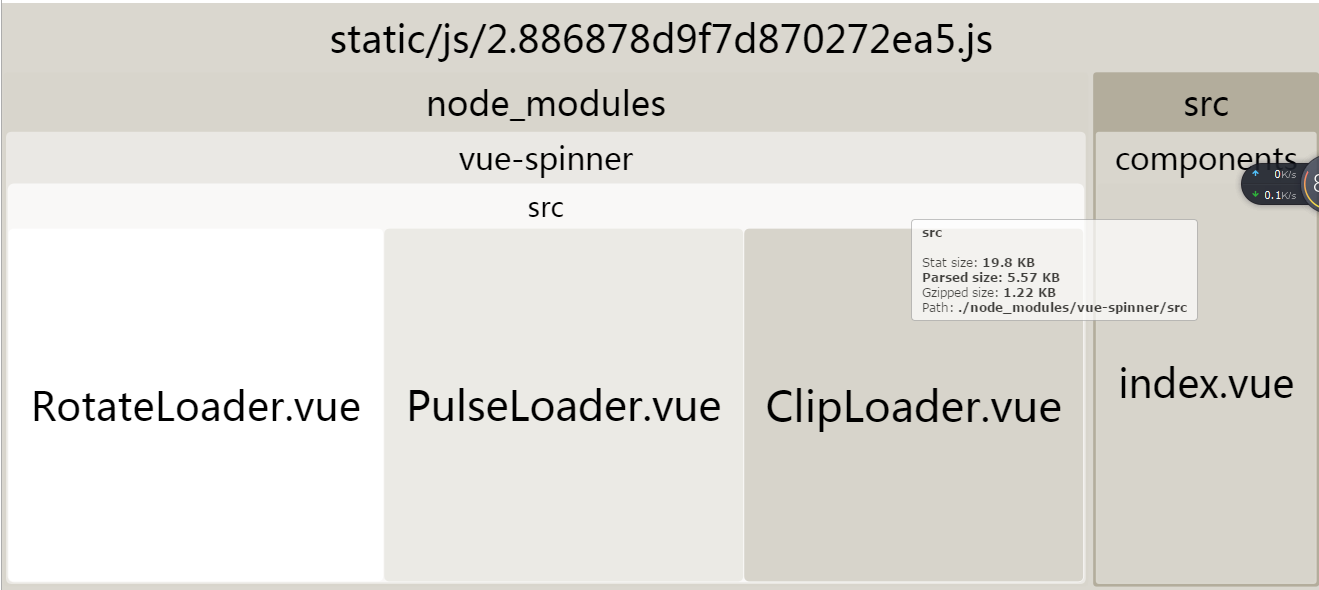 static/js/2.886878d9f7d870272ea5.js
node_modules
src
vue-spinner
components
src
↑ 0K/s
↓ 0.1K/s
8
src
Stat size: 19.8 KB
Parsed size: 5.57 KB
Gzipped size: 1.22 KB
Path: ./node_modules/vue-spinner/src
RotateLoader.vue
PulseLoader.vue
ClipLoader.vue
index.vue